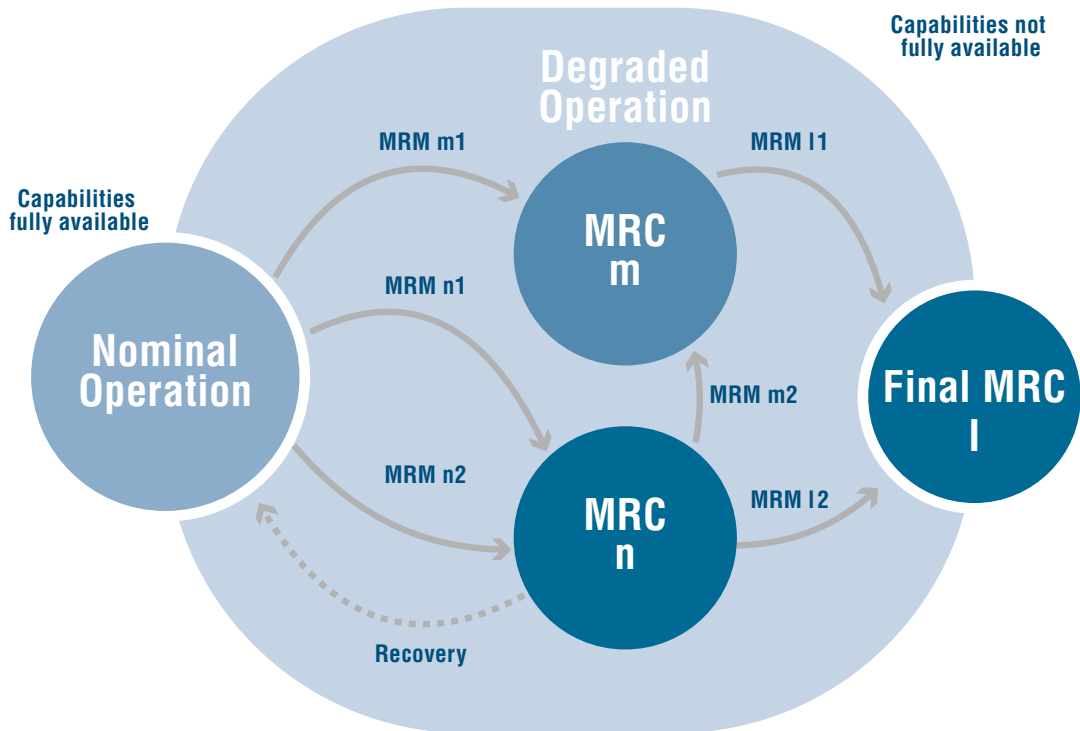 Capabilities not
fully available
Degraded
Operation
MRM m1
MRM l1
Capabilities
fully available
MRC
m
MRM n1
Nominal
Operation
Final MRC
l
MRM m2
MRM n2
MRM l2
MRC
n
Recovery